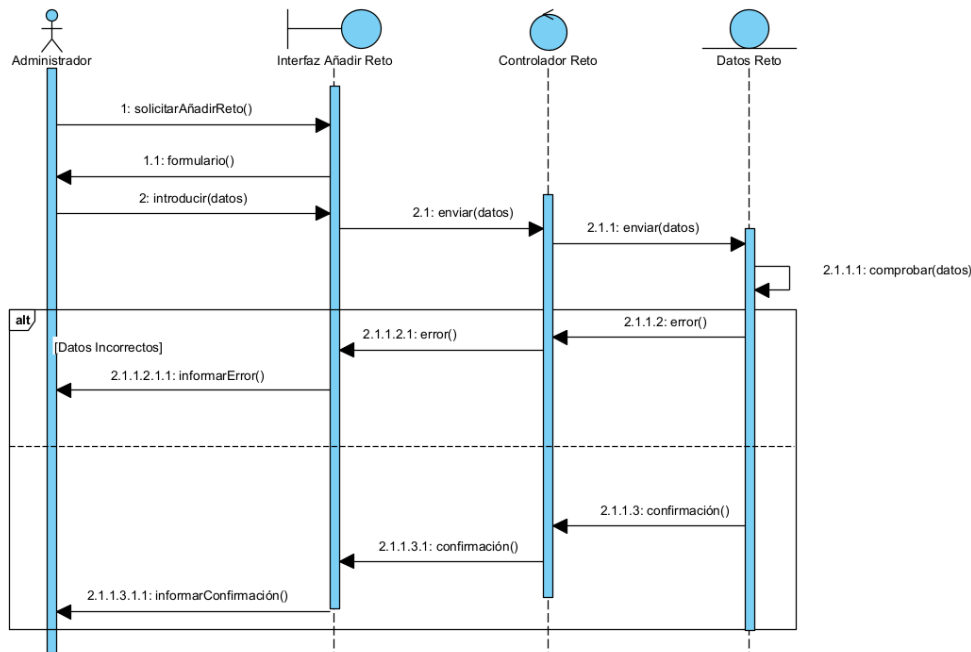 Administrador
Interfaz Añadir Reto
Controlador Reto
Datos Reto
1: solicitarAñadirReto()
1.1: formulario()
2: introducir(datos)
2.1: enviar(datos)
2.1.1: enviar(datos)
2.1.1.1: comprobar(datos)
alt
2.1.1.2: error()
2.1.1.2.1: error()
[Datos Incorrectos]
2.1.1.2.1.1: informarError()
2.1.1.3: confirmación()
2.1.1.3.1: confirmación()
2.1.1.3.1.1: informarConfirmación()